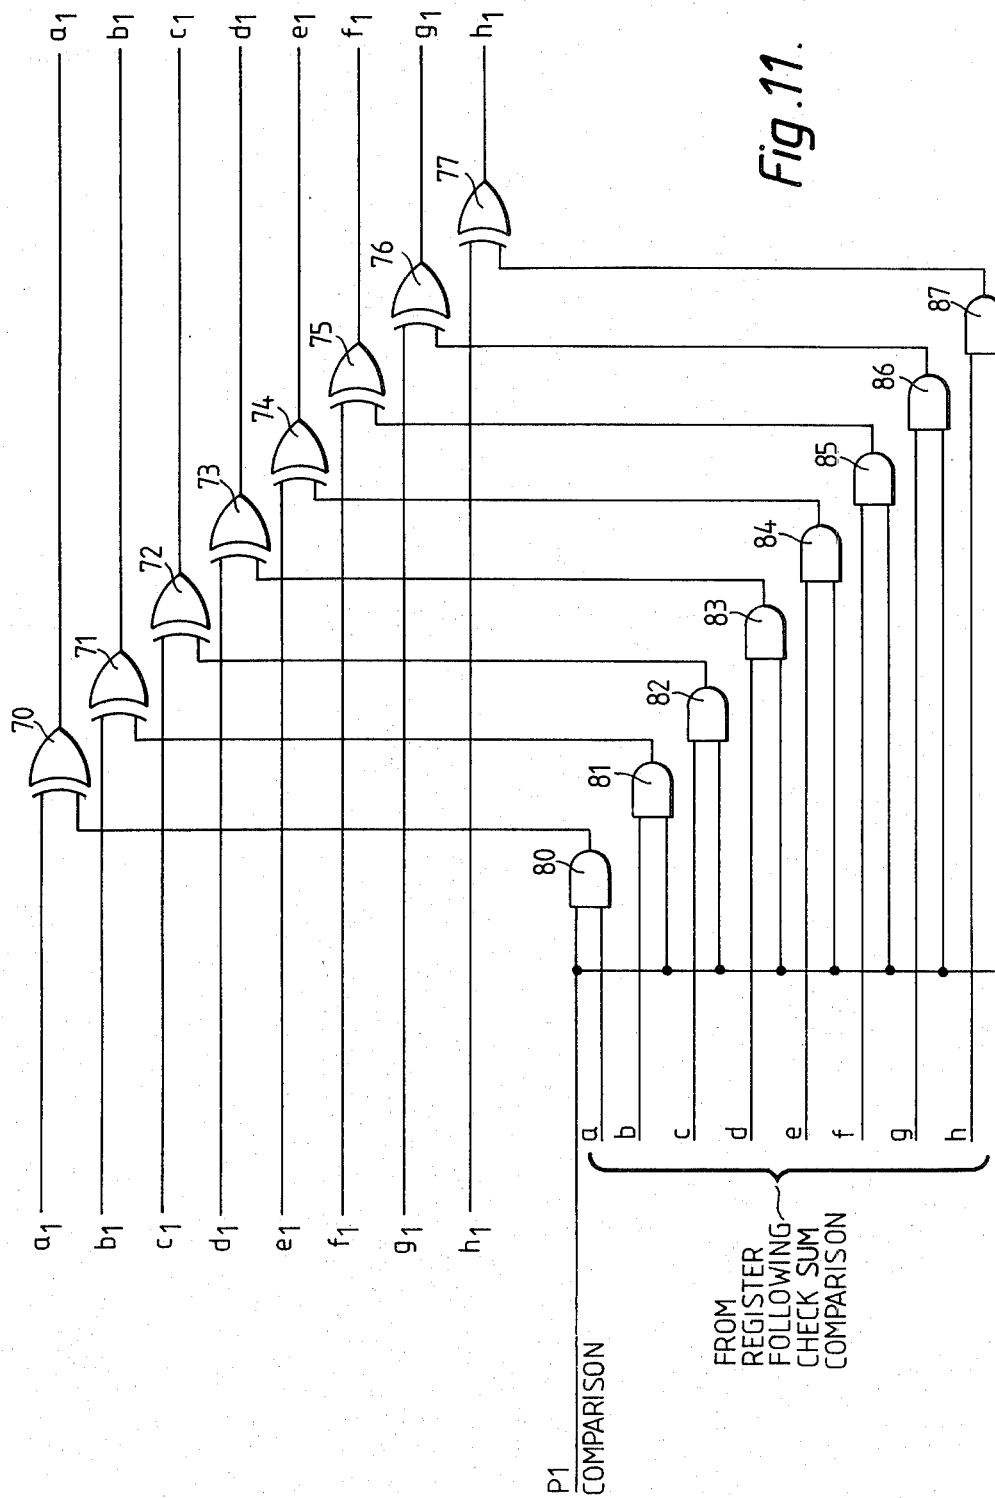 a1
b1
c1
d1
e1
f1
g1
h1
70
71
72
73
74
75
76
77
a1
b1
c1
d1
e1
f1
g1
h1
P1
COMPARISON
80
81
82
83
84
85
86
87
a
b
c
d
e
f
g
h
FROM
REGISTER
FOLLOWING
CHECK SUM
COMPARISON
Fig.11.